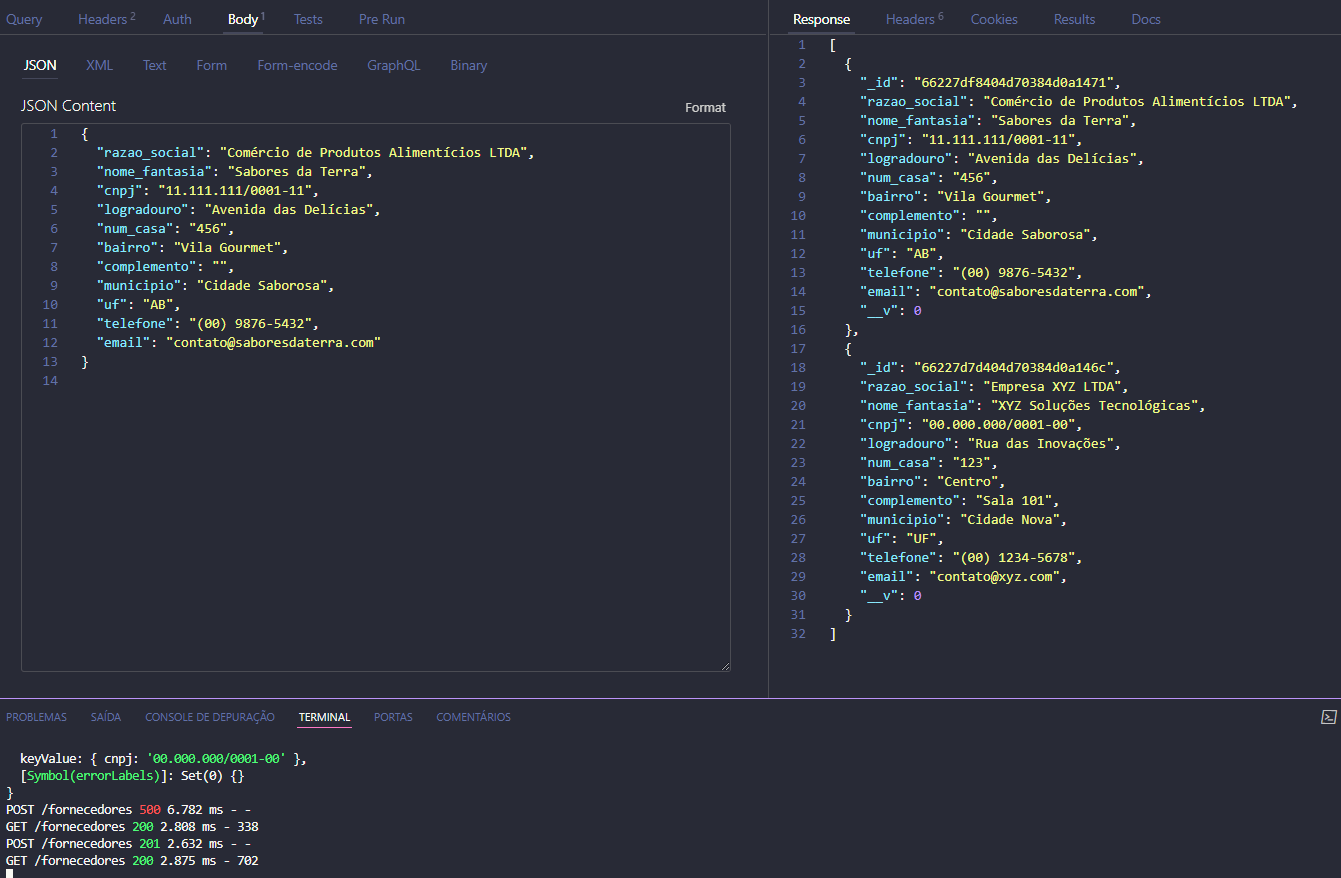 Query Headers 2 Auth Body 1 Tests Pre Run
JSON XML Text Form Form-encode GraphQL Binary
JSON Content Format
1 {
2 "razao_social": "Comércio de Produtos Alimentícios LTDA",
3 "nome_fantasia": "Sabores da Terra",
4 "cnpj": "11.111.111/0001-11",
5 "logradouro": "Avenida das Delícias",
6 "num_casa": "456",
7 "bairro": "Vila Gourmet",
8 "complemento": "",
9 "municipio": "Cidade Saborosa",
10 "uf": "AB",
11 "telefone": "(00) 9876-5432",
12 "email": "contato@saboresdaterra.com"
13 }
14
Response Headers 6 Cookies Results Docs
1 [
2 {
3 "_id": "66227df8404d70384d0a1471",
4 "razao_social": "Comércio de Produtos Alimentícios LTDA",
5 "nome_fantasia": "Sabores da Terra",
6 "cnpj": "11.111.111/0001-11",
7 "logradouro": "Avenida das Delícias",
8 "num_casa": "456",
9 "bairro": "Vila Gourmet",
10 "complemento": "",
11 "municipio": "Cidade Saborosa",
12 "uf": "AB",
13 "telefone": "(00) 9876-5432",
14 "email": "contato@saboresdaterra.com",
15 "__v": 0
16 },
17 {
18 "_id": "66227d7d404d70384d0a146c",
19 "razao_social": "Empresa XYZ LTDA",
20 "nome_fantasia": "XYZ Soluções Tecnológicas",
21 "cnpj": "00.000.000/0001-00",
22 "logradouro": "Rua das Inovações",
23 "num_casa": "123",
24 "bairro": "Centro",
25 "complemento": "Sala 101",
26 "municipio": "Cidade Nova",
27 "uf": "UF",
28 "telefone": "(00) 1234-5678",
29 "email": "contato@xyz.com",
30 "__v": 0
31 }
32 ]
PROBLEMAS SAÍDA CONSOLE DE DEPURAÇÃO TERMINAL PORTAS COMENTÁRIOS
keyValue: { cnpj: '00.000.000/0001-00' },
[Symbol(errorLabels)]: Set(0) {}
}
POST /fornecedores 500 6.782 ms - -
GET /fornecedores 200 2.808 ms - 338
POST /fornecedores 201 2.632 ms - -
GET /fornecedores 200 2.875 ms - 702